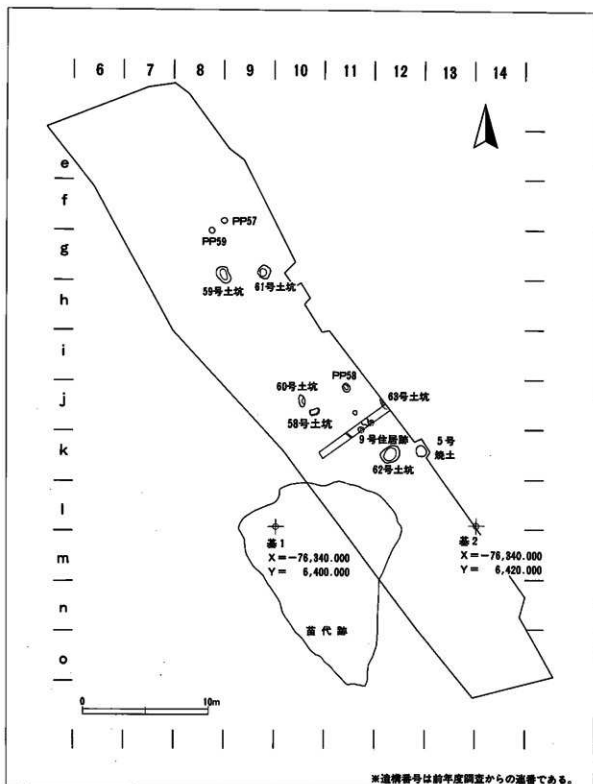 6 7 8 9 10 11 12 13 14
e
f
PP57
g
PP59
59号土坑
61号土坑
h
i
PP58
60号土坑
63号土坑
j
58号土坑
9号住居跡
5号
焼土
k
62号土坑
l
基1
X=-76,340.000
Y= 6,400.000
基2
X=-76,340.000
Y= 6,420.000
m
n
苗代跡
o
0 10m
※遺構番号は前年度調査からの連番である。